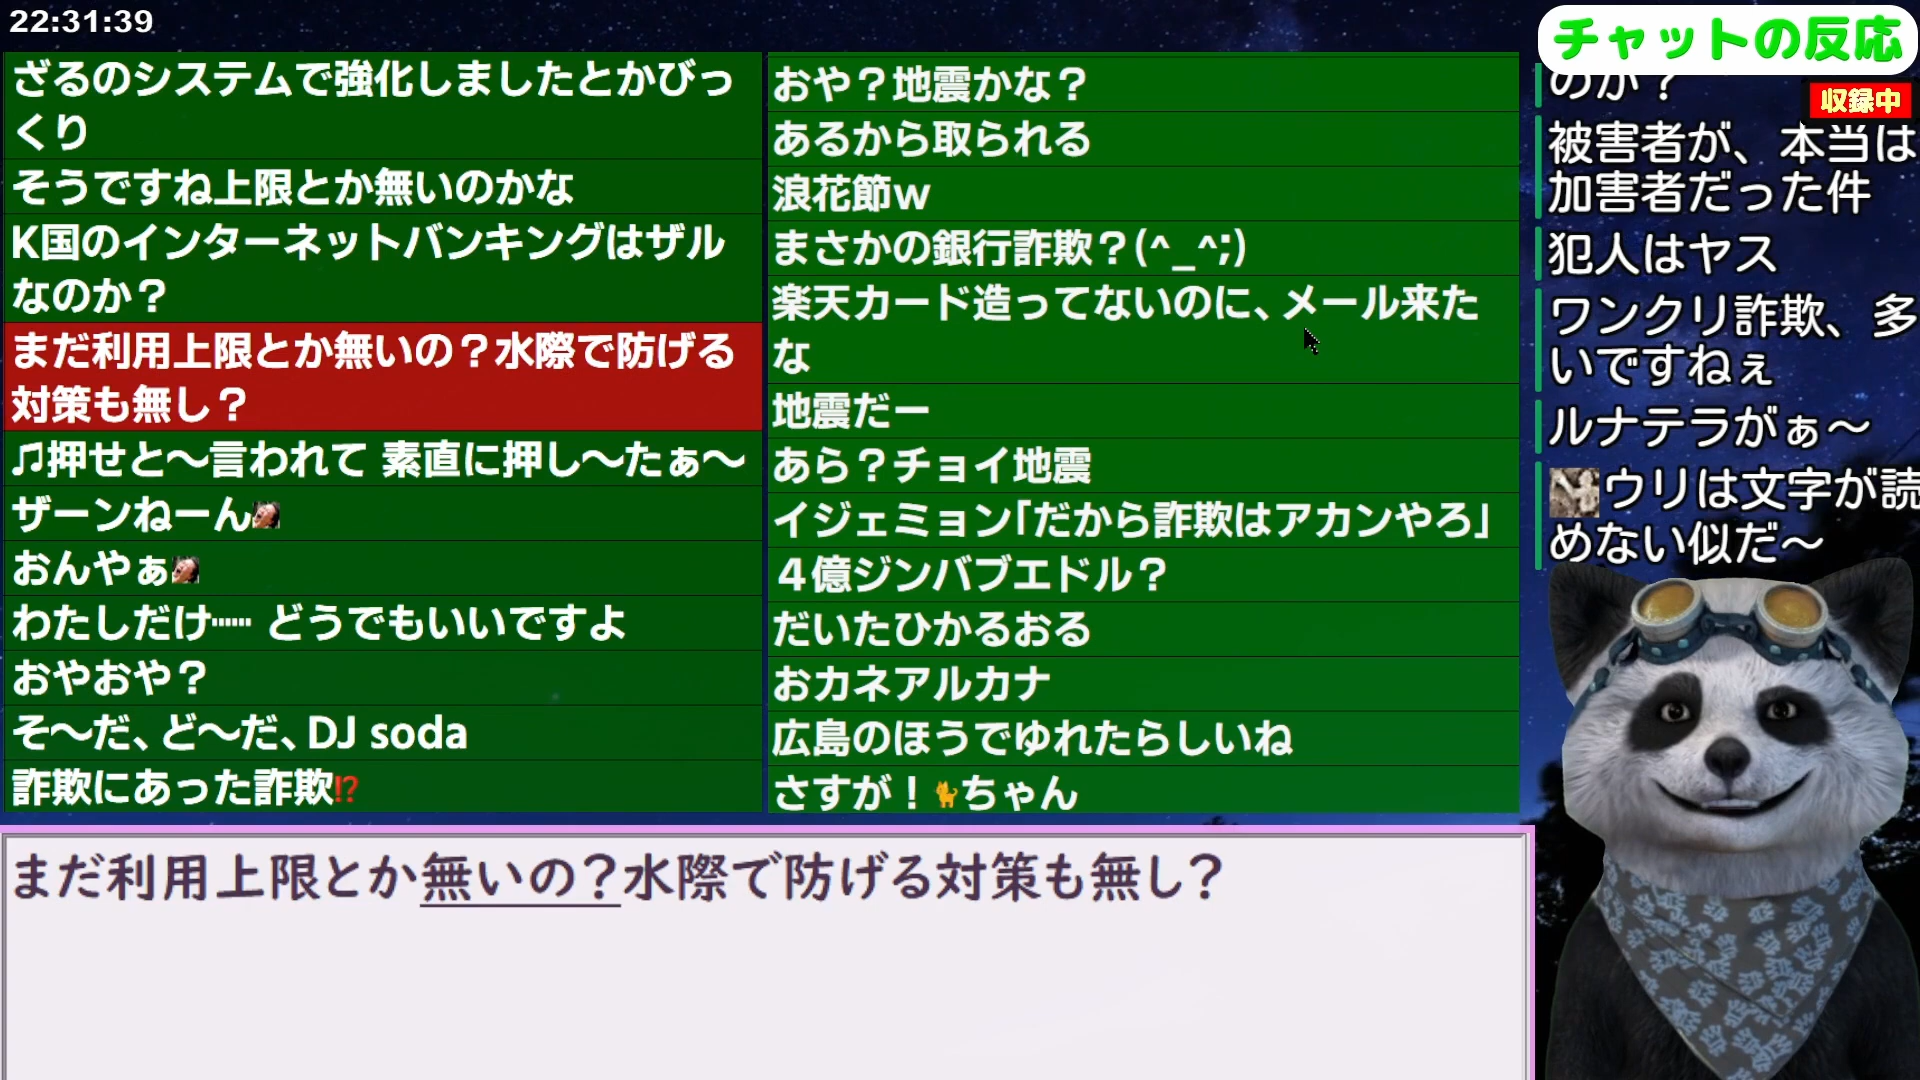 22:31:39
ざるのシステムで強化しましたとかびっ
くり
そうですね上限とか無いのかな
K国のインターネットバンキングはザル
なのか？
まだ利用上限とか無いの？水際で防げる
対策も無し？
♫押せと～言われて 素直に押し～たぁ～
ザーンねーん
おんやぁ
わたしだけ┈┈ どうでもいいですよ
おやおや？
そ～だ、ど～だ、DJ soda
詐欺にあった詐欺⁉
おや？地震かな？
あるから取られる
浪花節w
まさかの銀行詐欺？(^_^;)
楽天カード造ってないのに、メール来た
な
地震だー
あら？チョイ地震
イジェミョン「だから詐欺はアカンやろ」
４億ジンバブエドル？
だいたひかるおる
おカネアルカナ
広島のほうでゆれたらしいね
さすが！🐈ちゃん
チャットの反応
収録中
のか？
被害者が、本当は
加害者だった件
犯人はヤス
ワンクリ詐欺、多
いですねぇ
ルナテラがぁ～
ウリは文字が読
めない似だ～
まだ利用上限とか無いの？水際で防げる対策も無し？